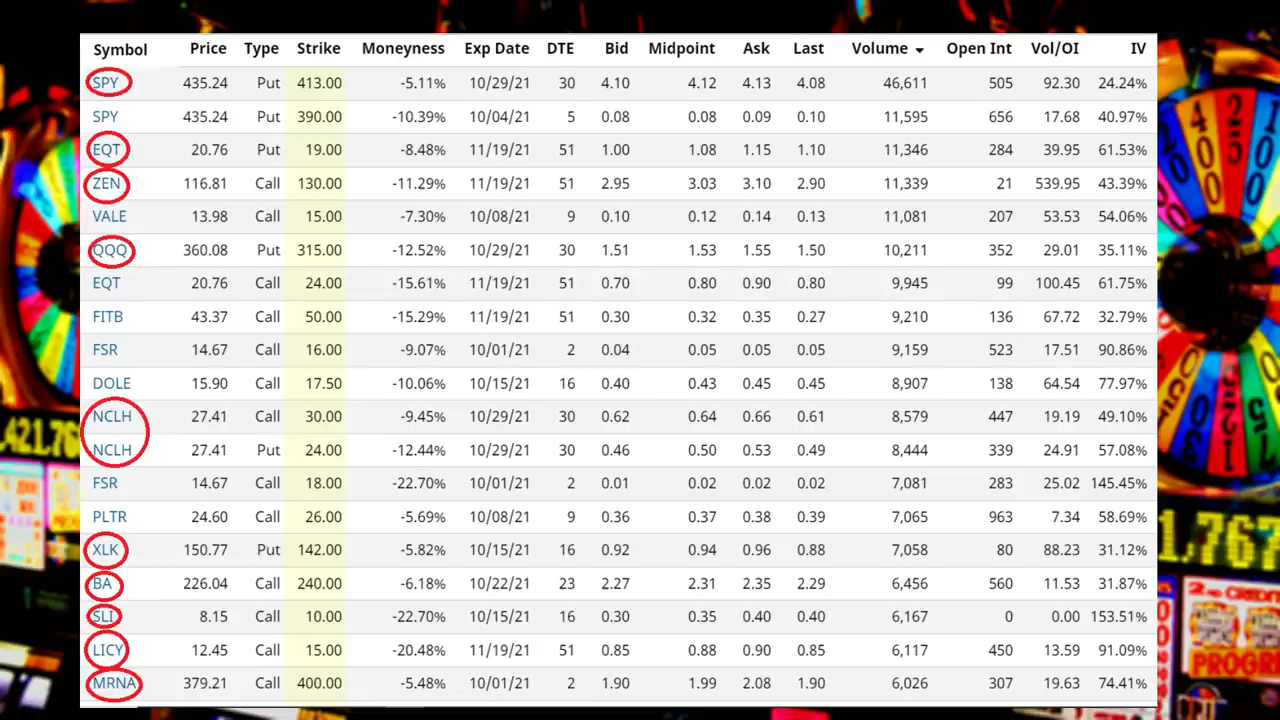 Symbol Price Type Strike Moneyness Exp Date DTE Bid Midpoint Ask Last Volume Open Int Vol/OI IV
SPY 435.24 Put 413.00 -5.11% 10/29/21 30 4.10 4.12 4.13 4.08 46,611 505 92.30 24.24%
SPY 435.24 Put 390.00 -10.39% 10/04/21 5 0.08 0.08 0.09 0.10 11,595 656 17.68 40.97%
EQT 20.76 Put 19.00 -8.48% 11/19/21 51 1.00 1.08 1.15 1.10 11,346 284 39.95 61.53%
ZEN 116.81 Call 130.00 -11.29% 11/19/21 51 2.95 3.03 3.10 2.90 11,339 21 539.95 43.39%
VALE 13.98 Call 15.00 -7.30% 10/08/21 9 0.10 0.12 0.14 0.13 11,081 207 53.53 54.06%
QQQ 360.08 Put 315.00 -12.52% 10/29/21 30 1.51 1.53 1.55 1.50 10,211 352 29.01 35.11%
EQT 20.76 Call 24.00 -15.61% 11/19/21 51 0.70 0.80 0.90 0.80 9,945 99 100.45 61.75%
FITB 43.37 Call 50.00 -15.29% 11/19/21 51 0.30 0.32 0.35 0.27 9,210 136 67.72 32.79%
FSR 14.67 Call 16.00 -9.07% 10/01/21 2 0.04 0.05 0.05 0.05 9,159 523 17.51 90.86%
DOLE 15.90 Call 17.50 -10.06% 10/15/21 16 0.40 0.43 0.45 0.45 8,907 138 64.54 77.97%
NCLH 27.41 Call 30.00 -9.45% 10/29/21 30 0.62 0.64 0.66 0.61 8,579 447 19.19 49.10%
NCLH 27.41 Put 24.00 -12.44% 10/29/21 30 0.46 0.50 0.53 0.49 8,444 339 24.91 57.08%
FSR 14.67 Call 18.00 -22.70% 10/01/21 2 0.01 0.02 0.02 0.02 7,081 283 25.02 145.45%
PLTR 24.60 Call 26.00 -5.69% 10/08/21 9 0.36 0.37 0.38 0.39 7,065 963 7.34 58.69%
XLK 150.77 Put 142.00 -5.82% 10/15/21 16 0.92 0.94 0.96 0.88 7,058 80 88.23 31.12%
BA 226.04 Call 240.00 -6.18% 10/22/21 23 2.27 2.31 2.35 2.29 6,456 560 11.53 31.87%
SLI 8.15 Call 10.00 -22.70% 10/15/21 16 0.30 0.35 0.40 0.40 6,167 0 0.00 153.51%
LICY 12.45 Call 15.00 -20.48% 11/19/21 51 0.85 0.88 0.90 0.85 6,117 450 13.59 91.09%
MRNA 379.21 Call 400.00 -5.48% 10/01/21 2 1.90 1.99 2.08 1.90 6,026 307 19.63 74.41%
.421.76
1.767
PROGR